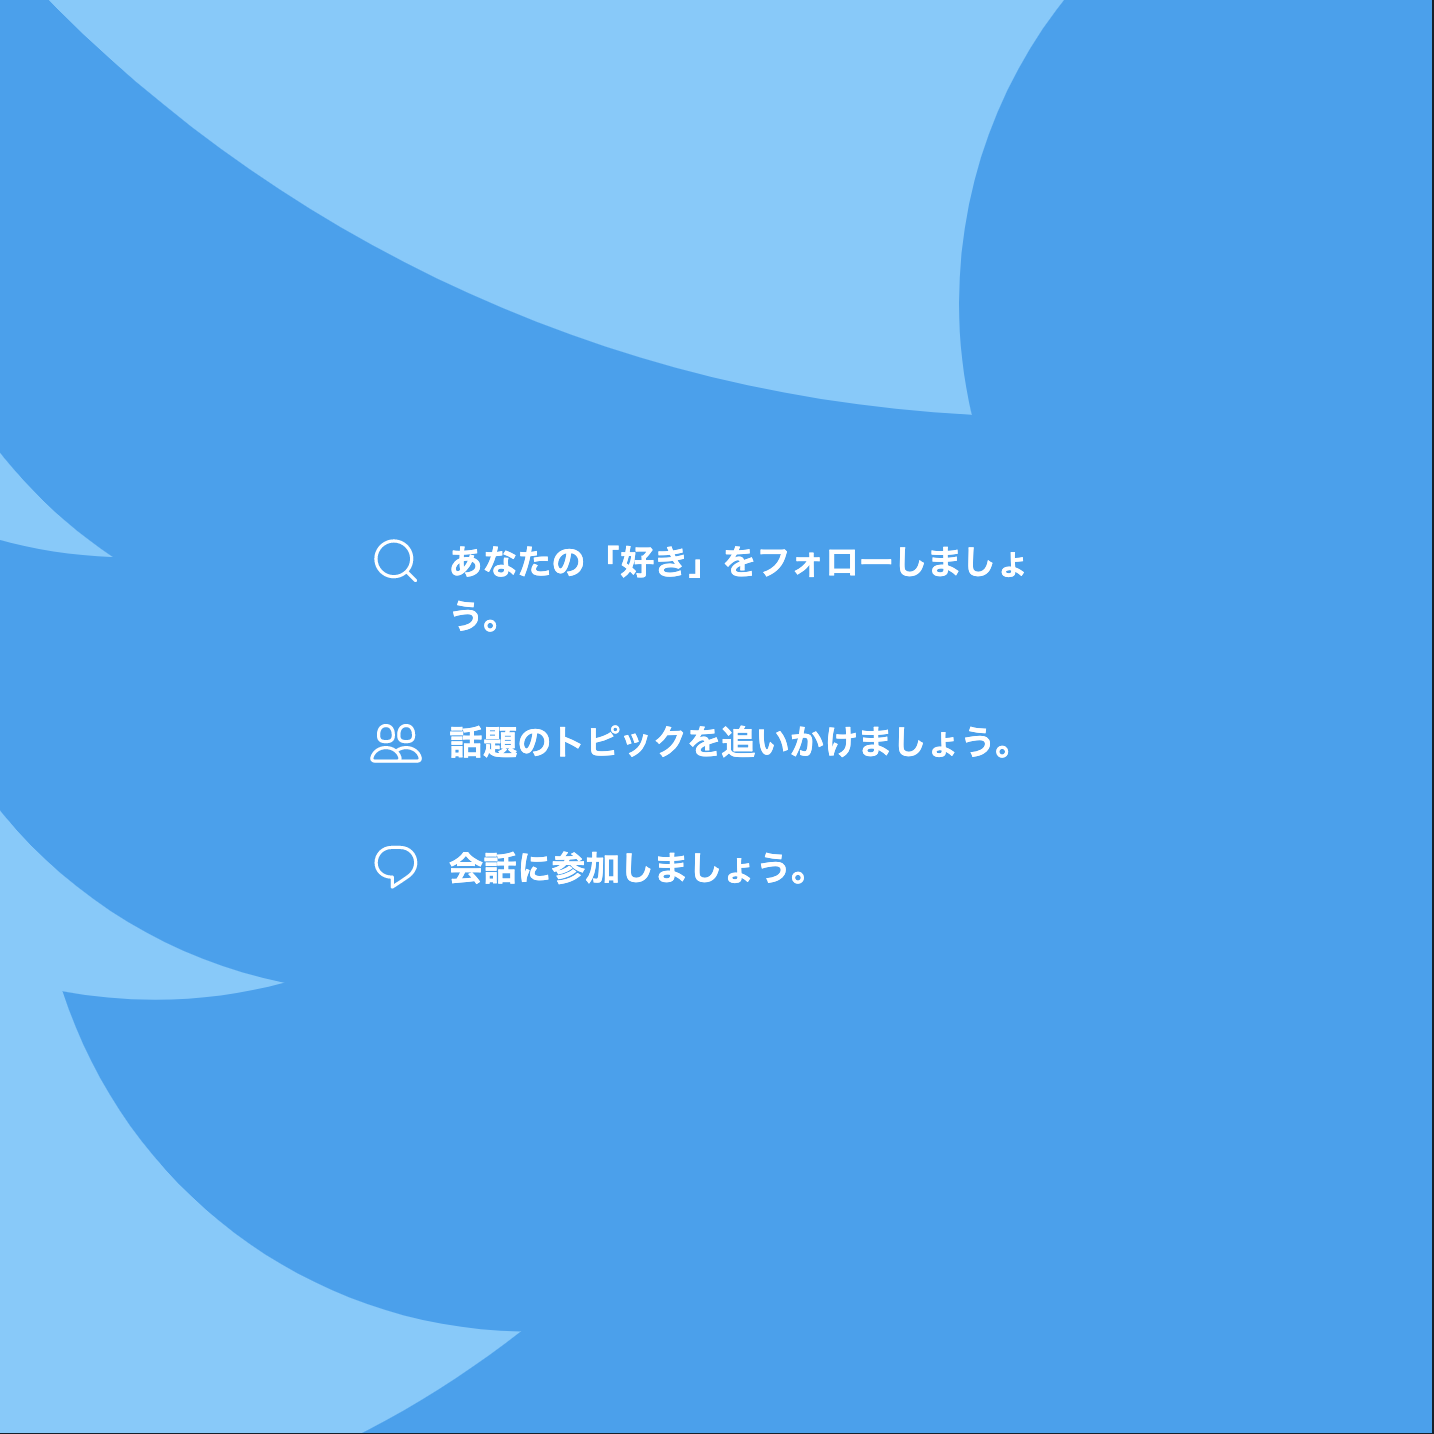 あなたの「好き」をフォローしましょ
う。
話題のトピックを追いかけましょう。
会話に参加しましょう。